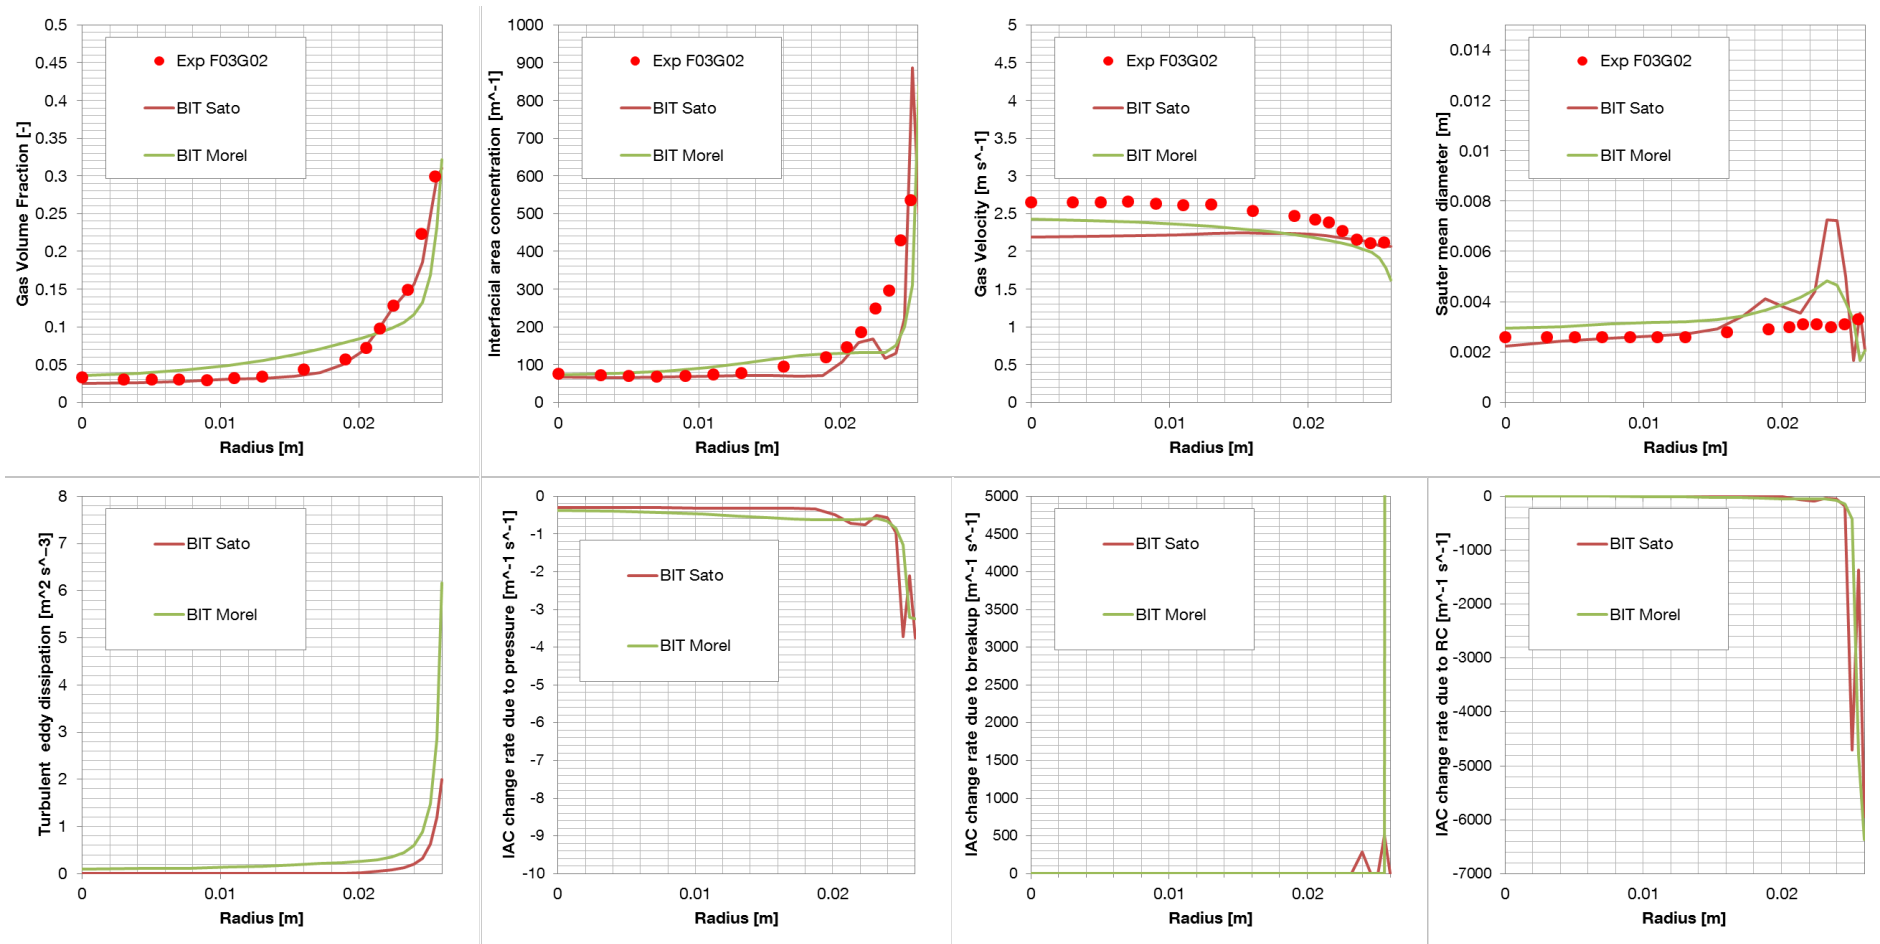 Gas Volume Fraction [-]
0.5
0.45
0.4
0.35
0.3
0.25
0.2
0.15
0.1
0.05
0
Exp F03G02
BIT Sato
BIT Morel
0
0.01
0.02
Radius [m]
Interfacial area concentration [m^-1]
1000
900
800
700
600
500
400
300
200
100
0
Exp F03G02
BIT Sato
BIT Morel
0
0.01
0.02
Radius [m]
Gas Velocity [m s^-1]
5
4.5
4
3.5
3
2.5
2
1.5
1
0.5
0
Exp F03G02
BIT Sato
BIT Morel
0
0.01
0.02
Radius [m]
Sauter mean diameter [m]
0.014
0.012
0.01
0.008
0.006
0.004
0.002
0
Exp F03G02
BIT Sato
BIT Morel
0
0.01
0.02
Radius [m]
Turbulent eddy dissipation [m^2 s^–3]
8
7
6
5
4
3
2
1
0
BIT Sato
BIT Morel
0
0.01
0.02
Radius [m]
IAC change rate due to pressure [m^-1 s^-1]
0
-1
-2
-3
-4
-5
-6
-7
-8
-9
-10
BIT Sato
BIT Morel
0
0.01
0.02
Radius [m]
IAC change rate due to breakup [m^-1 s^-1]
5000
4500
4000
3500
3000
2500
2000
1500
1000
500
0
BIT Sato
BIT Morel
0
0.01
0.02
Radius [m]
IAC change rate due to RC [m^-1 s^-1]
0
-1000
-2000
-3000
-4000
-5000
-6000
-7000
BIT Sato
BIT Morel
0
0.01
0.02
Radius [m]